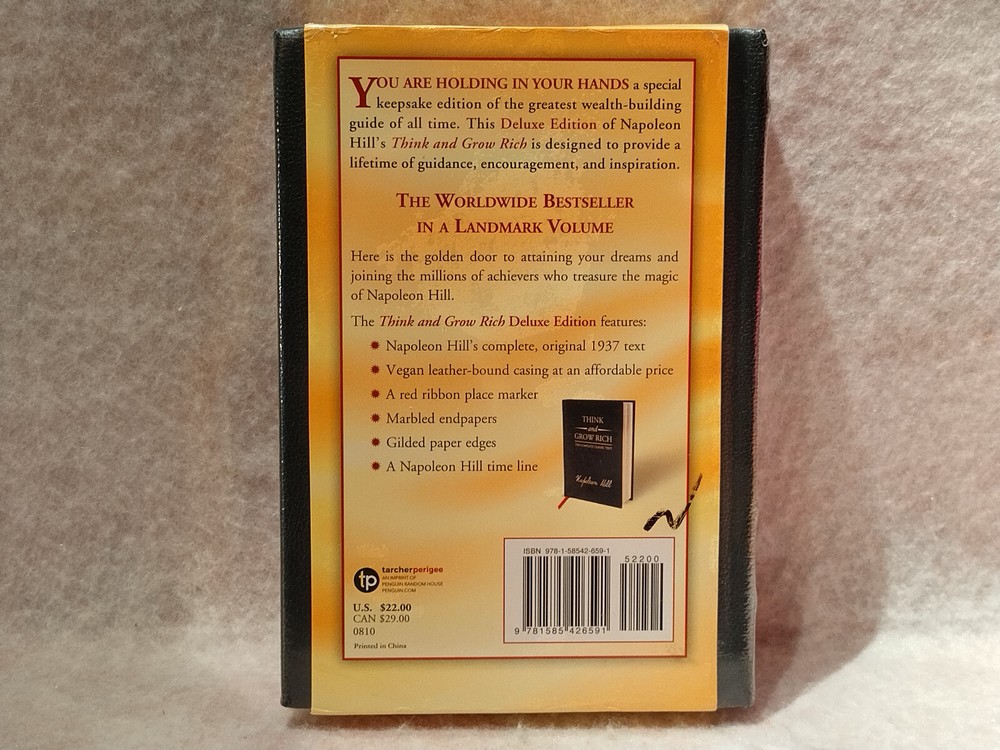 YOU ARE HOLDING IN YOUR HANDS a special
keepsake edition of the greatest wealth-building
guide of all time. This Deluxe Edition of Napoleon
Hill's Think and Grow Rich is designed to provide a
lifetime of guidance, encouragement, and inspiration.
THE WORLDWIDE BESTSELLER
IN A LANDMARK VOLUME
Here is the golden door to attaining your dreams and
joining the millions of achievers who treasure the magic
of Napoleon Hill.
The Think and Grow Rich Deluxe Edition features:
Napoleon Hill's complete, original 1937 text
Vegan leather-bound casing at an affordable price
A red ribbon place marker
Marbled endpapers
Gilded paper edges
A Napoleon Hill time line
THINK
and
GROW RICH
Napoleon Hill
tp
tarcherperigee
AN IMPRINT OF
PENGUIN RANDOM HOUSE
PENGUIN.COM
U.S. $22.00
CAN $29.00
0810
Printed in China
ISBN 978-1-58542-659-1
52200
9 781585 426591